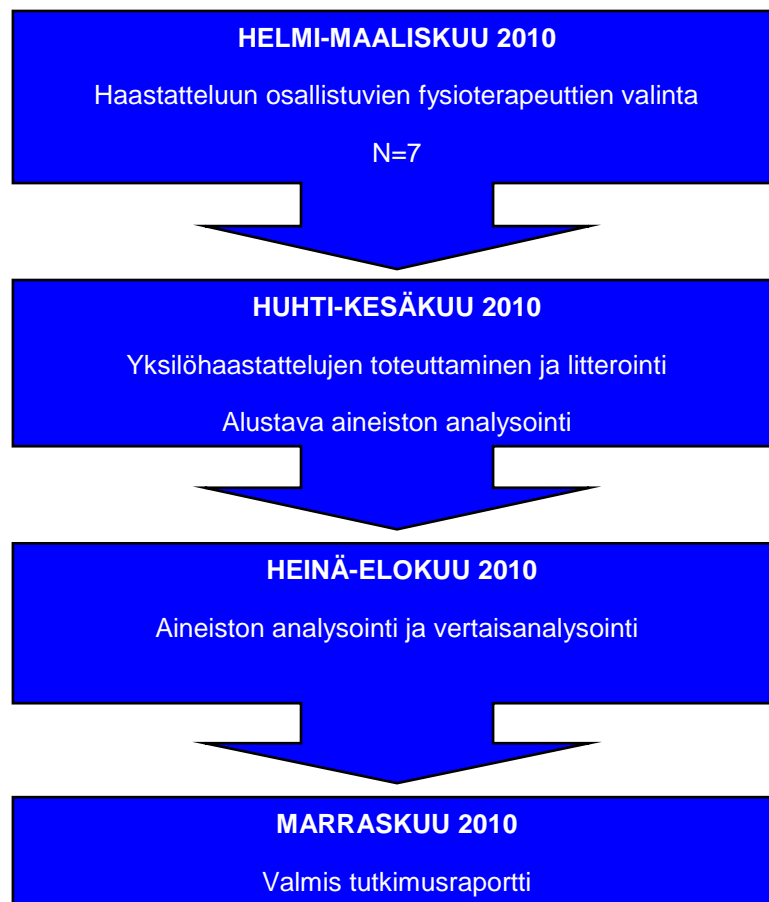 HELMI-MAALISKUU 2010
Haastatteluun osallistuvien fysioterapeuttien valinta
N=7
HUHTI-KESÄKUU 2010
Yksilöhaastattelujen toteuttaminen ja litterointi
Alustava aineiston analysointi
HEINÄ-ELOKUU 2010
Aineiston analysointi ja vertaisanalysointi
MARRASKUU 2010
Valmis tutkimusraportti